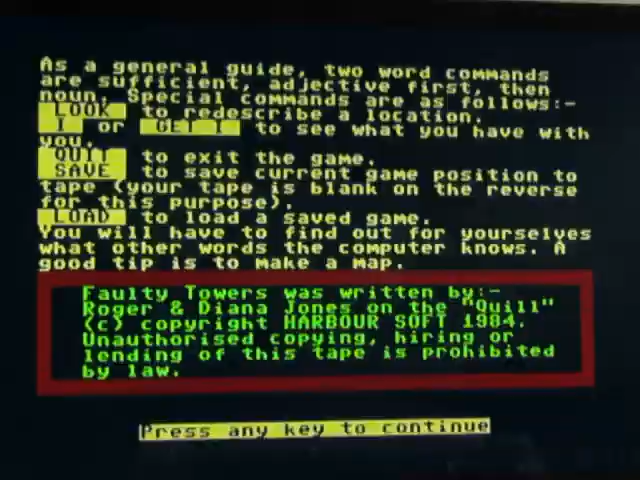 As a general guide, two word commands
are sufficient, adjective first, then
noun. Special commands are as follows:-
LOOK to redescribe a location.
I or GET I to see what you have with
you.
QUIT to exit the game.
SAVE to save current game position to
tape (your tape is blank on the reverse
for this purpose).
LOAD to load a saved game.
You will have to find out for yourselves
what other words the computer knows. A
good tip is to make a map.
Faulty Towers was written by:-
Roger & Diana Jones on the "Quill"
(c) copyright HARBOUR SOFT 1984.
Unauthorised copying, hiring or
lending of this tape is prohibited
by law.
Press any key to continue